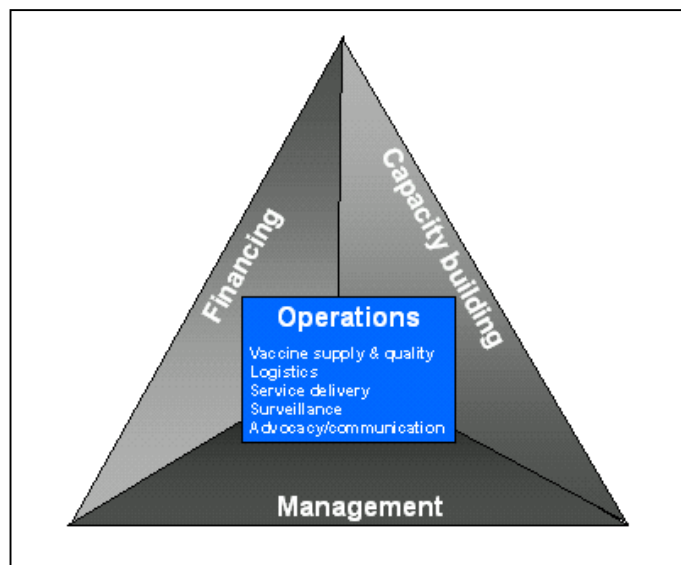 Financing
Capacity building
Operations
Vaccine supply & quality
Logistics
Service delivery
Surveillance
Advocacy/communication
Management